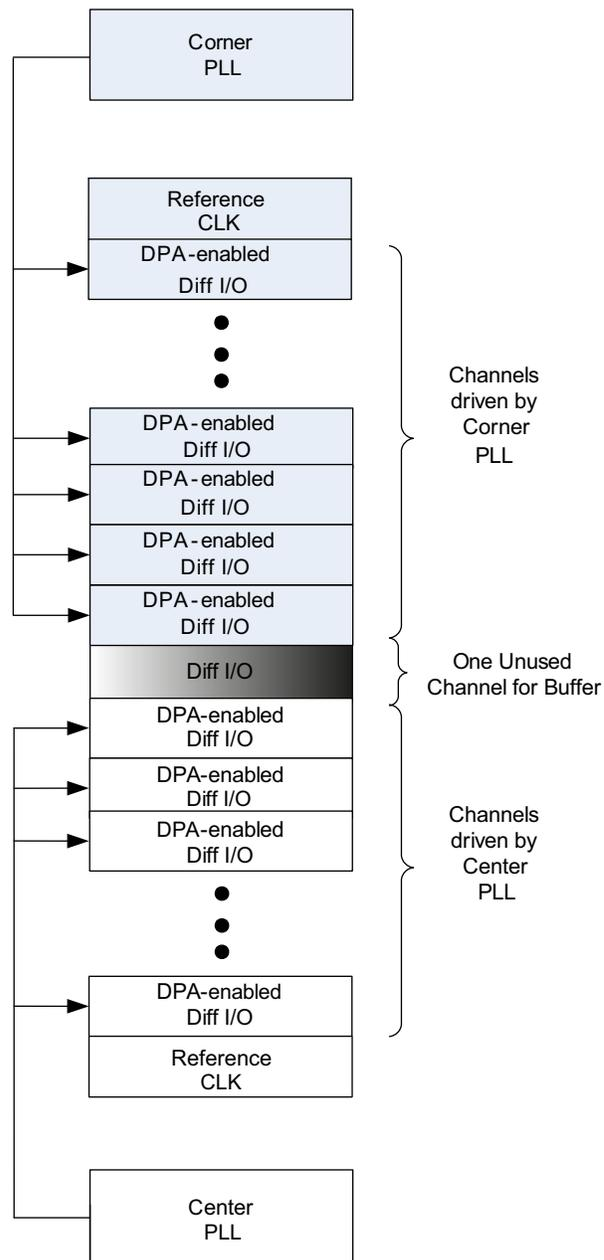 Corner
PLL
Reference
CLK
DPA-enabled
Diff I/O
DPA-enabled
Diff I/O
DPA-enabled
Diff I/O
DPA-enabled
Diff I/O
DPA-enabled
Diff I/O
Channels
driven by
Corner
PLL
Diff I/O
One Unused
Channel for Buffer
DPA-enabled
Diff I/O
DPA-enabled
Diff I/O
DPA-enabled
Diff I/O
DPA-enabled
Diff I/O
Channels
driven by
Center
PLL
Reference
CLK
Center
PLL